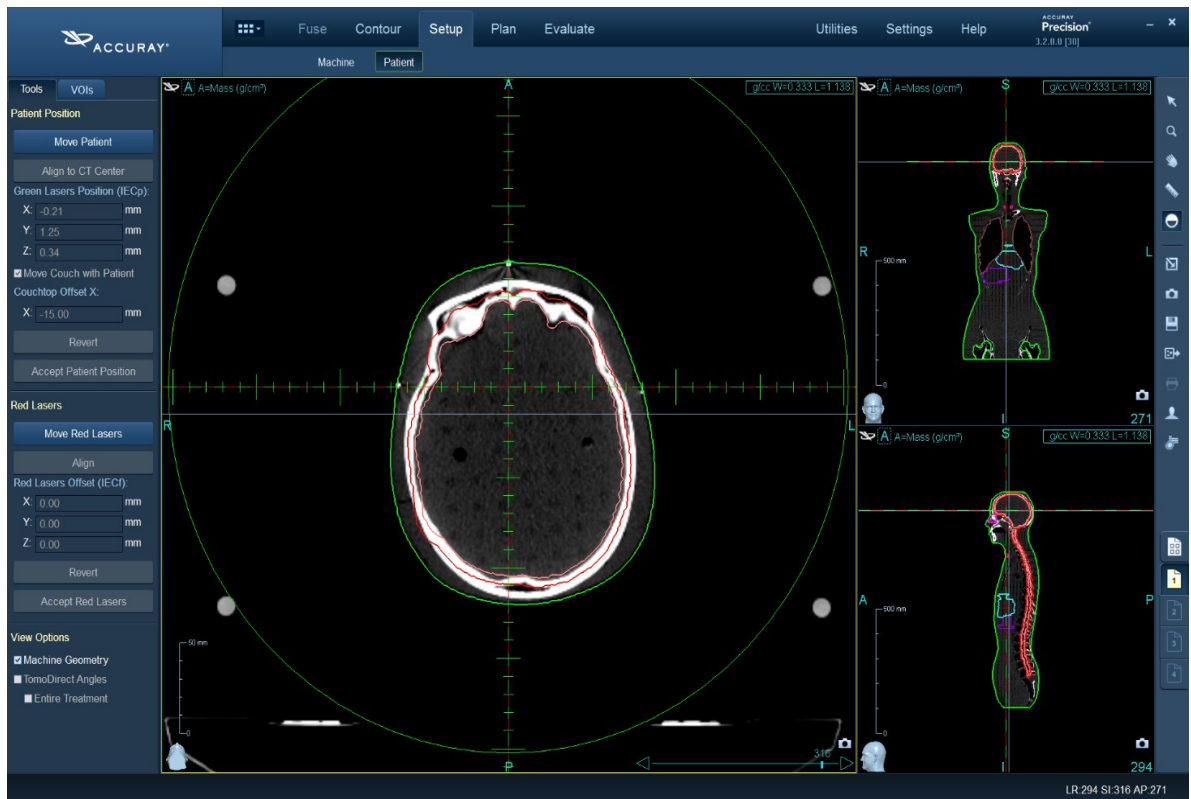 ACCURAY
Fuse Contour Setup Plan Evaluate Utilities Settings Help
ACCURAY
Precision
3.2.0.0 [30]
Machine Patient
Tools VOIs
Patient Position
Move Patient
Align to CT Center
Green Lasers Position (IECp):
X: -0.21 mm
Y: 1.25 mm
Z: 0.34 mm
Move Couch with Patient
Couchtop Offset X:
X: -15.00 mm
Revert
Accept Patient Position
Red Lasers
Move Red Lasers
Align
Red Lasers Offset (IECf):
X: 0.00 mm
Y: 0.00 mm
Z: 0.00 mm
Revert
Accept Red Lasers
View Options
Machine Geometry
TomoDirect Angles
Entire Treatment
A A=Mass (g/cm³) A g/cc W=0.333 L=1.138
R L
50 mm
0
P
316
A A=Mass (g/cm³) S g/cc W=0.333 L=1.138
R L
500 mm
0
I
271
A A=Mass (g/cm³) S g/cc W=0.333 L=1.138
A P
500 mm
0
I
294
1
2
3
4
LR:294 SI:316 AP:271